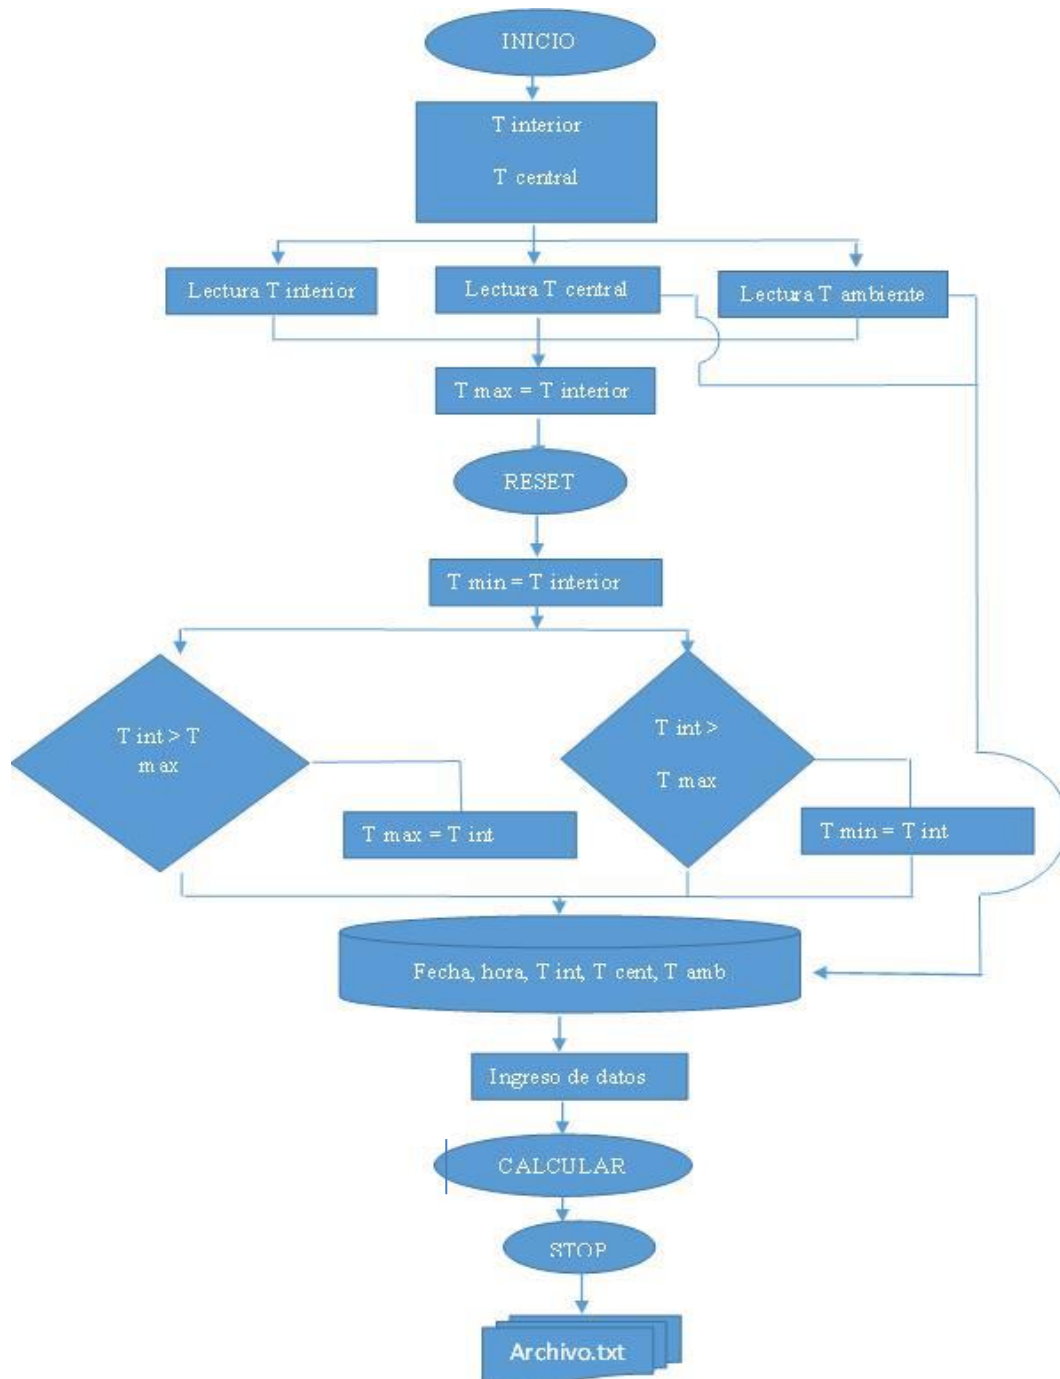 INICIO
T interior
T central
Lectura T interior
Lectura T central
Lectura T ambiente
T max = T interior
RESET
T min = T interior
T int > T
max
T int >
T max
T max = T int
T min = T int
Fecha, hora, T int, T cent, T amb
Ingreso de datos
CALCULAR
STOP
Archivo.txt